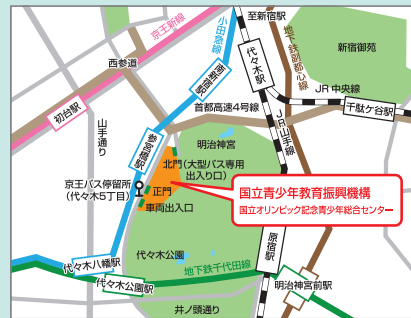 至新宿駅
京王新線
小田急線
地下鉄副都心線
新宿御苑
代々木駅
南新宿駅
西参道
JR中央線
初台駅
千駄ケ谷駅
首都高速4号線
山手通り
JR山手線
明治神宮
参宮橋駅
北門(大型バス専用
出入り口)
京王バス停留所
(代々木5丁目)
正門
車両出入口
国立青少年教育振興機構
国立オリンピック記念青少年総合センター
原宿駅
代々木公園
代々木八幡駅
地下鉄千代田線
代々木公園駅
明治神宮前駅
井ノ頭通り